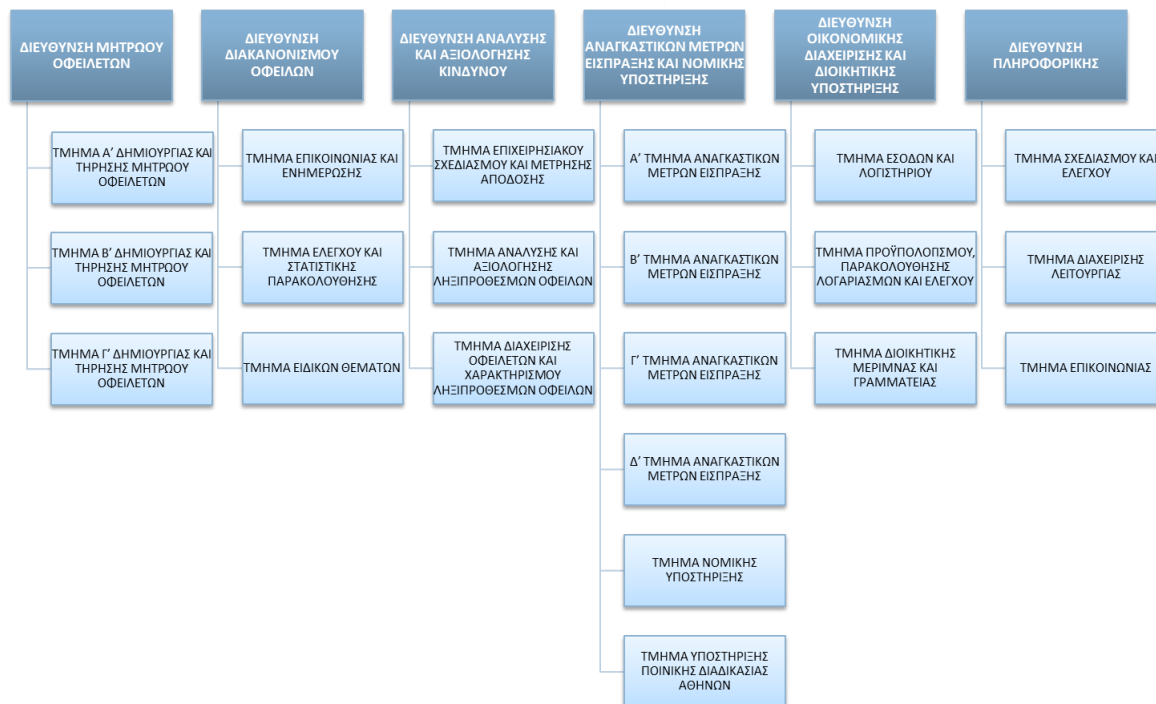 ΔΙΕΥΘΥΝΣΗ ΜΗΤΡΩΟΥ
ΟΦΕΙΛΕΤΩΝ
ΤΜΗΜΑ Α’ ΔΗΜΙΟΥΡΓΙΑΣ ΚΑΙ
ΤΗΡΗΣΗΣ ΜΗΤΡΩΟΥ
ΟΦΕΙΛΕΤΩΝ
ΤΜΗΜΑ Β’ ΔΗΜΙΟΥΡΓΙΑΣ ΚΑΙ
ΤΗΡΗΣΗΣ ΜΗΤΡΩΟΥ
ΟΦΕΙΛΕΤΩΝ
ΤΜΗΜΑ Γ’ ΔΗΜΙΟΥΡΓΙΑΣ ΚΑΙ
ΤΗΡΗΣΗΣ ΜΗΤΡΩΟΥ
ΟΦΕΙΛΕΤΩΝ
ΔΙΕΥΘΥΝΣΗ
ΔΙΑΚΑΝΟΝΙΣΜΟΥ
ΟΦΕΙΛΩΝ
ΤΜΗΜΑ ΕΠΙΚΟΙΝΩΝΙΑΣ ΚΑΙ
ΕΝΗΜΕΡΩΣΗΣ
ΤΜΗΜΑ ΕΛΕΓΧΟΥ ΚΑΙ
ΣΤΑΤΙΣΤΙΚΗΣ
ΠΑΡΑΚΟΛΟΥΘΗΣΗΣ
ΤΜΗΜΑ ΕΙΔΙΚΩΝ ΘΕΜΑΤΩΝ
ΔΙΕΥΘΥΝΣΗ ΑΝΑΛΥΣΗΣ
ΚΑΙ ΑΞΙΟΛΟΓΗΣΗΣ
ΚΙΝΔΥΝΟΥ
ΤΜΗΜΑ ΕΠΙΧΕΙΡΗΣΙΑΚΟΥ
ΣΧΕΔΙΑΣΜΟΥ ΚΑΙ ΜΕΤΡΗΣΗΣ
ΑΠΟΔΟΣΗΣ
ΤΜΗΜΑ ΑΝΑΛΥΣΗΣ ΚΑΙ
ΑΞΙΟΛΟΓΗΣΗΣ
ΛΗΞΙΠΡΟΘΕΣΜΩΝ ΟΦΕΙΛΩΝ
ΤΜΗΜΑ ΔΙΑΧΕΙΡΙΣΗΣ
ΟΦΕΙΛΕΤΩΝ ΚΑΙ
ΧΑΡΑΚΤΗΡΙΣΜΟΥ
ΛΗΞΙΠΡΟΘΕΣΜΩΝ ΟΦΕΙΛΩΝ
ΔΙΕΥΘΥΝΣΗ
ΑΝΑΓΚΑΣΤΙΚΩΝ ΜΕΤΡΩΝ
ΕΙΣΠΡΑΞΗΣ ΚΑΙ ΝΟΜΙΚΗΣ
ΥΠΟΣΤΗΡΙΞΗΣ
Α’ ΤΜΗΜΑ ΑΝΑΓΚΑΣΤΙΚΩΝ
ΜΕΤΡΩΝ ΕΙΣΠΡΑΞΗΣ
Β’ ΤΜΗΜΑ ΑΝΑΓΚΑΣΤΙΚΩΝ
ΜΕΤΡΩΝ ΕΙΣΠΡΑΞΗΣ
Γ’ ΤΜΗΜΑ ΑΝΑΓΚΑΣΤΙΚΩΝ
ΜΕΤΡΩΝ ΕΙΣΠΡΑΞΗΣ
Δ’ ΤΜΗΜΑ ΑΝΑΓΚΑΣΤΙΚΩΝ
ΜΕΤΡΩΝ ΕΙΣΠΡΑΞΗΣ
ΤΜΗΜΑ ΝΟΜΙΚΗΣ
ΥΠΟΣΤΗΡΙΞΗΣ
ΤΜΗΜΑ ΥΠΟΣΤΗΡΙΞΗΣ
ΠΟΙΝΙΚΗΣ ΔΙΑΔΙΚΑΣΙΑΣ
ΑΘΗΝΩΝ
ΔΙΕΥΘΥΝΣΗ
ΟΙΚΟΝΟΜΙΚΗΣ
ΔΙΑΧΕΙΡΙΣΗΣ ΚΑΙ
ΔΙΟΙΚΗΤΙΚΗΣ
ΥΠΟΣΤΗΡΙΞΗΣ
ΤΜΗΜΑ ΕΣΟΔΩΝ ΚΑΙ
ΛΟΓΙΣΤΗΡΙΟΥ
ΤΜΗΜΑ ΠΡΟΫΠΟΛΟΓΙΣΜΟΥ,
ΠΑΡΑΚΟΛΟΥΘΗΣΗΣ
ΛΟΓΑΡΙΑΣΜΩΝ ΚΑΙ ΕΛΕΓΧΟΥ
ΤΜΗΜΑ ΔΙΟΙΚΗΤΙΚΗΣ
ΜΕΡΙΜΝΑΣ ΚΑΙ
ΓΡΑΜΜΑΤΕΙΑΣ
ΔΙΕΥΘΥΝΣΗ
ΠΛΗΡΟΦΟΡΙΚΗΣ
ΤΜΗΜΑ ΣΧΕΔΙΑΣΜΟΥ ΚΑΙ
ΕΛΕΓΧΟΥ
ΤΜΗΜΑ ΔΙΑΧΕΙΡΙΣΗΣ
ΛΕΙΤΟΥΡΓΙΑΣ
ΤΜΗΜΑ ΕΠΙΚΟΙΝΩΝΙΑΣ